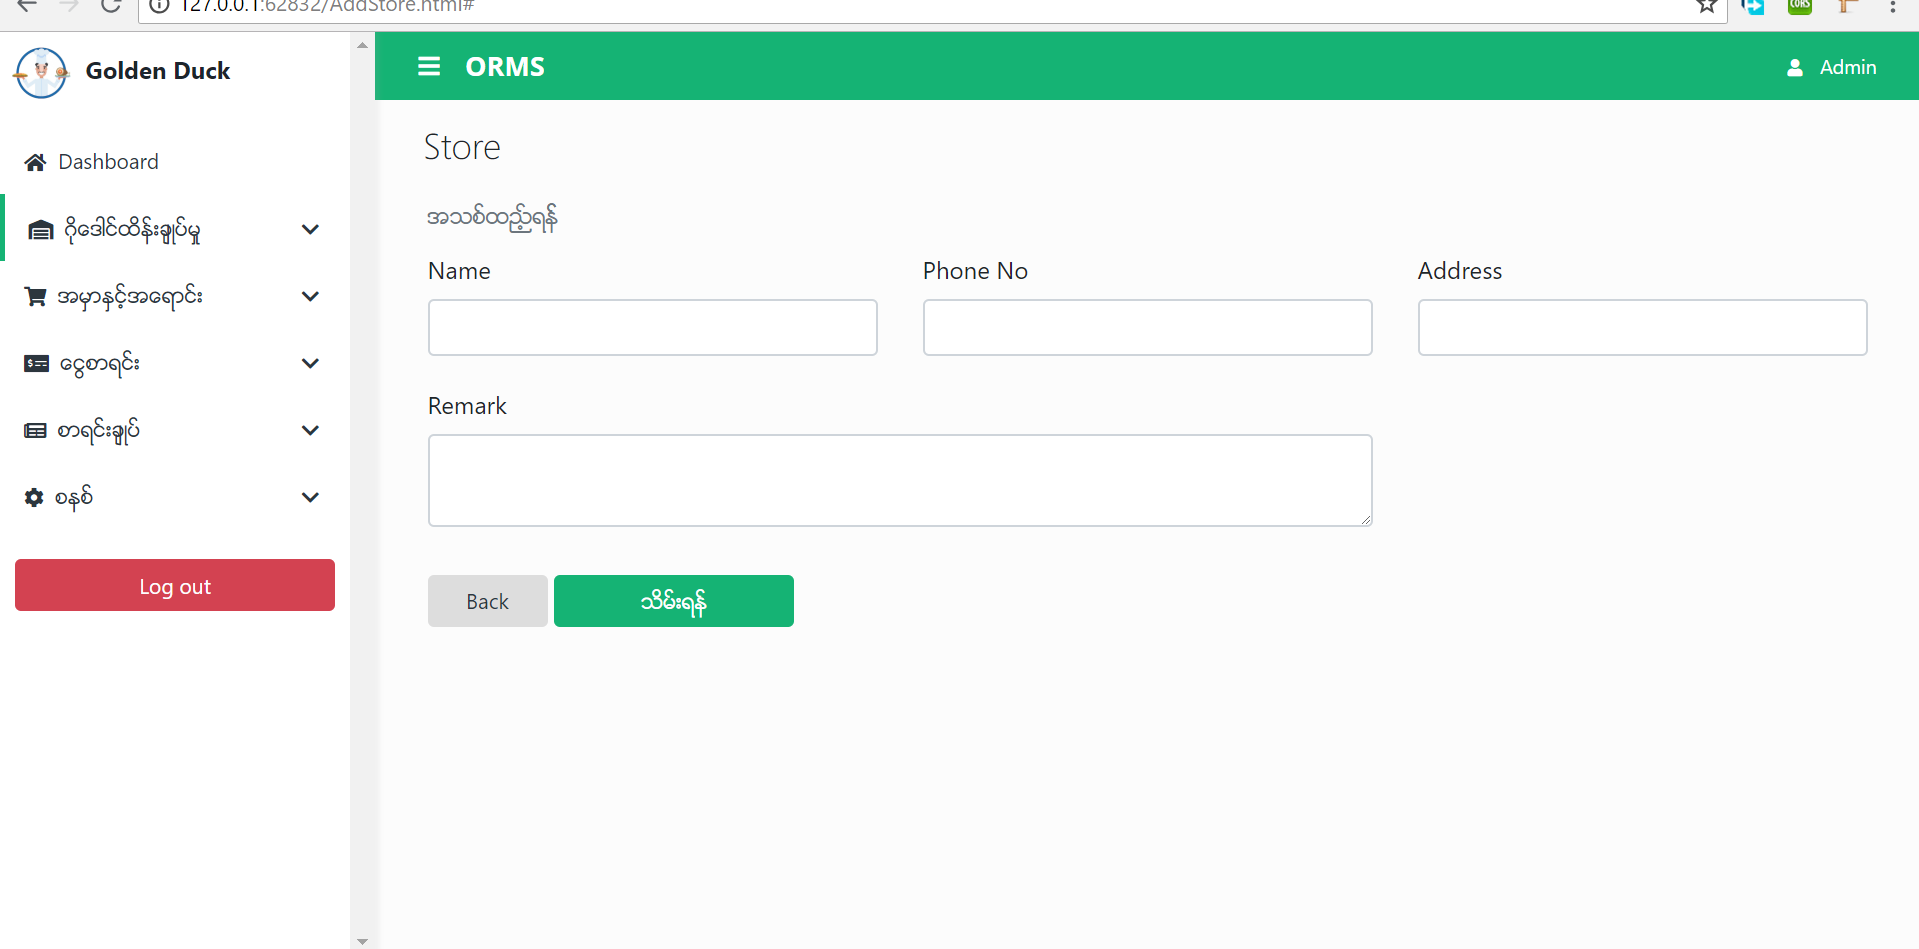 127.0.0.1:62832/AddStore.html#
Golden Duck
ORMS
Admin
Dashboard
ဂိုဒေါင်ထိန်းချုပ်မှု
အမှာနှင့်အရောင်း
ငွေစာရင်း
စာရင်းချုပ်
စနစ်
Log out
Store
အသစ်ထည့်ရန်
Name
Phone No
Address
Remark
Back
သိမ်းရန်